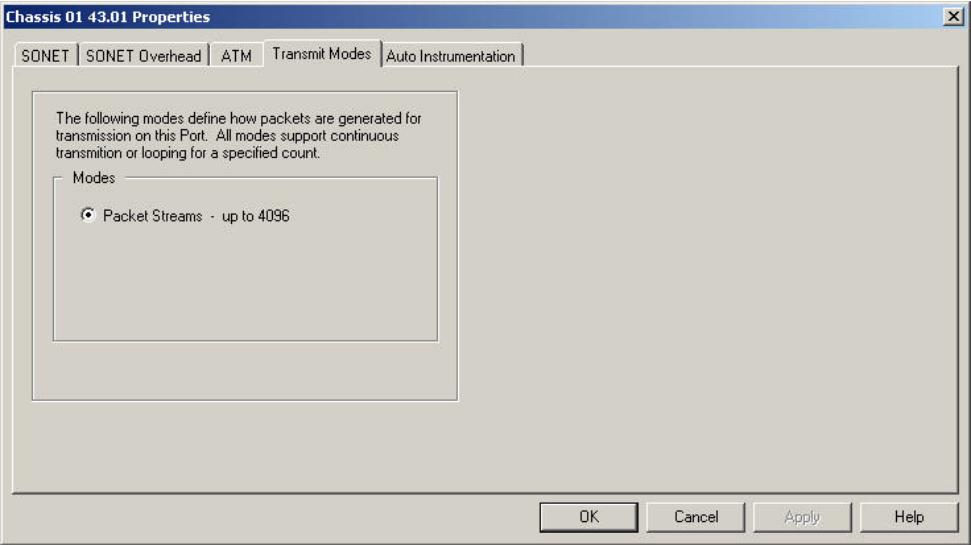 Chassis 01 43.01 Properties
SONET SONET Overhead ATM Transmit Modes Auto Instrumentation
The following modes define how packets are generated for
transmission on this Port. All modes support continuous
transmition or looping for a specified count.
Modes
Packet Streams - up to 4096
OK Cancel Apply Help